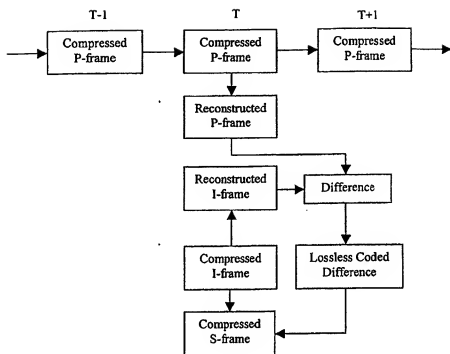 T-1 T T+1
Compressed Compressed Compressed
P-frame P-frame P-frame
Reconstructed
P-frame
Reconstructed
I-frame
Difference
Compressed
I-frame
Lossless Coded
Difference
Compressed
S-frame